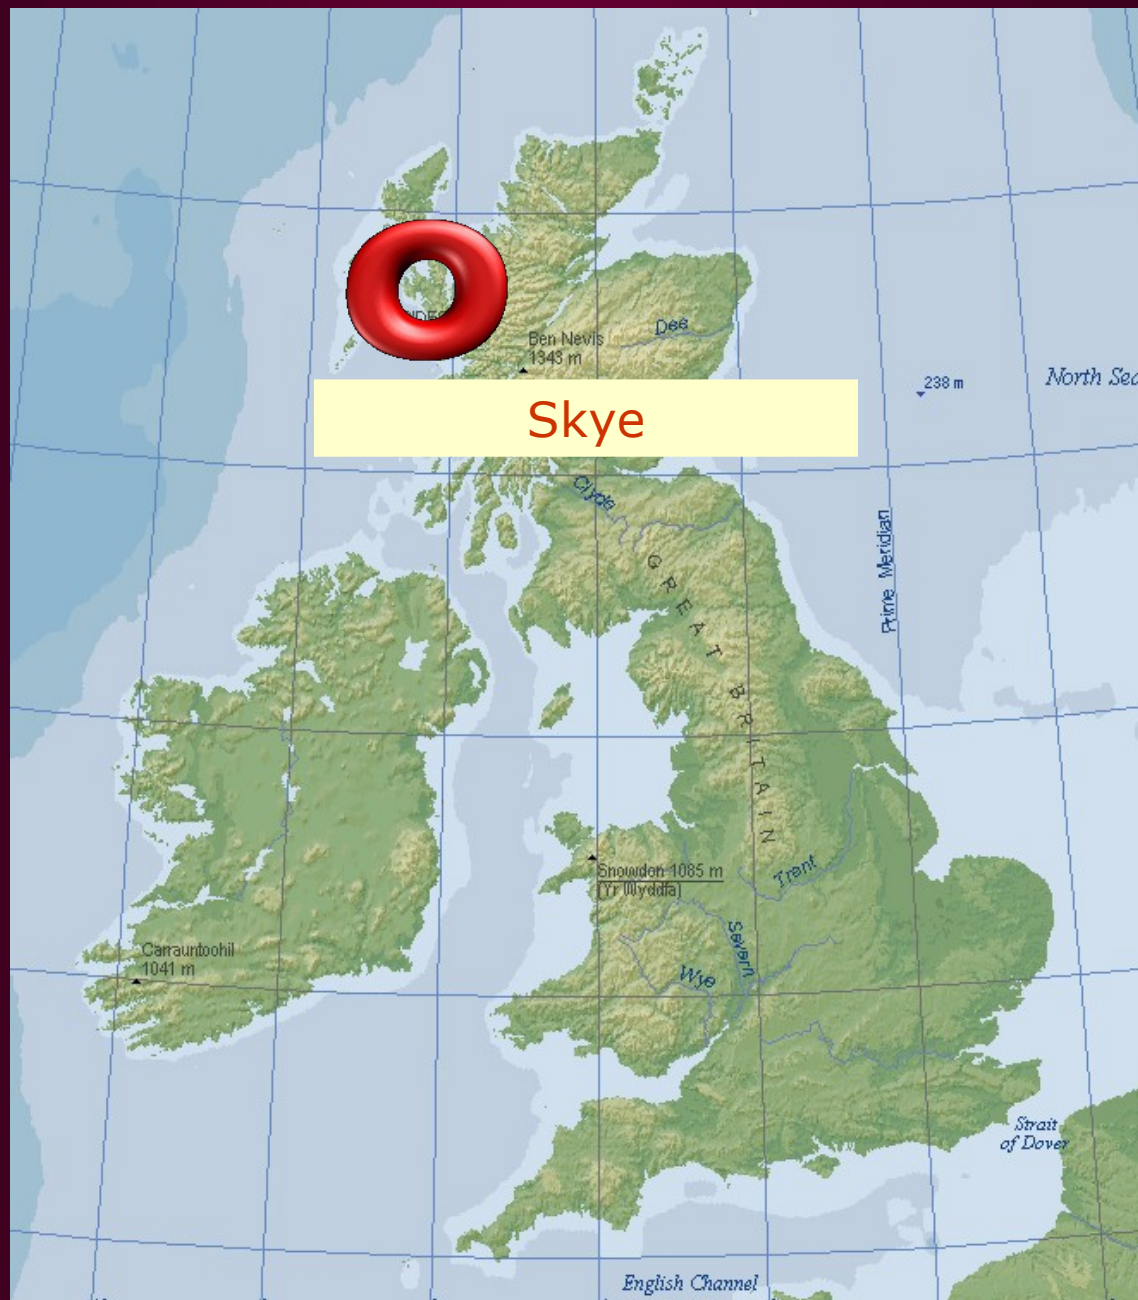 Dee
Ben Nevis
1343 m
238 m
North Sea
Skye
Clyde
Prime Meridian
GREAT BRITAIN
Snowdon 1085 m
(Yr Wyddfa)
Trent
Severn
Wye
Carrauntoohil
1041 m
Strait
of Dover
English Channel